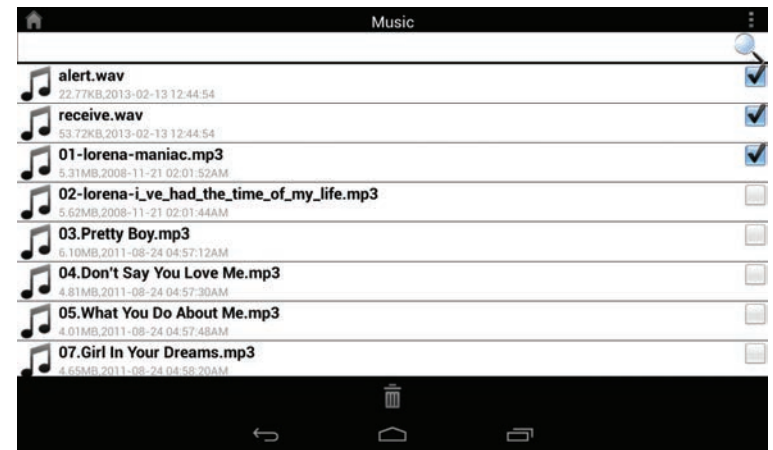 Music
alert.wav
22.77KB,2013-02-13 12:44:54
receive.wav
53.72KB,2013-02-13 12:44:54
01-lorena-maniac.mp3
5.31MB,2008-11-21 02:01:52AM
02-lorena-i_ve_had_the_time_of_my_life.mp3
5.62MB,2008-11-21 02:01:44AM
03.Pretty Boy.mp3
6.10MB,2011-08-24 04:57:12AM
04.Don't Say You Love Me.mp3
4.81MB,2011-08-24 04:57:30AM
05.What You Do About Me.mp3
4.01MB,2011-08-24 04:57:48AM
07.Girl In Your Dreams.mp3
4.65MB,2011-08-24 04:58:20AM